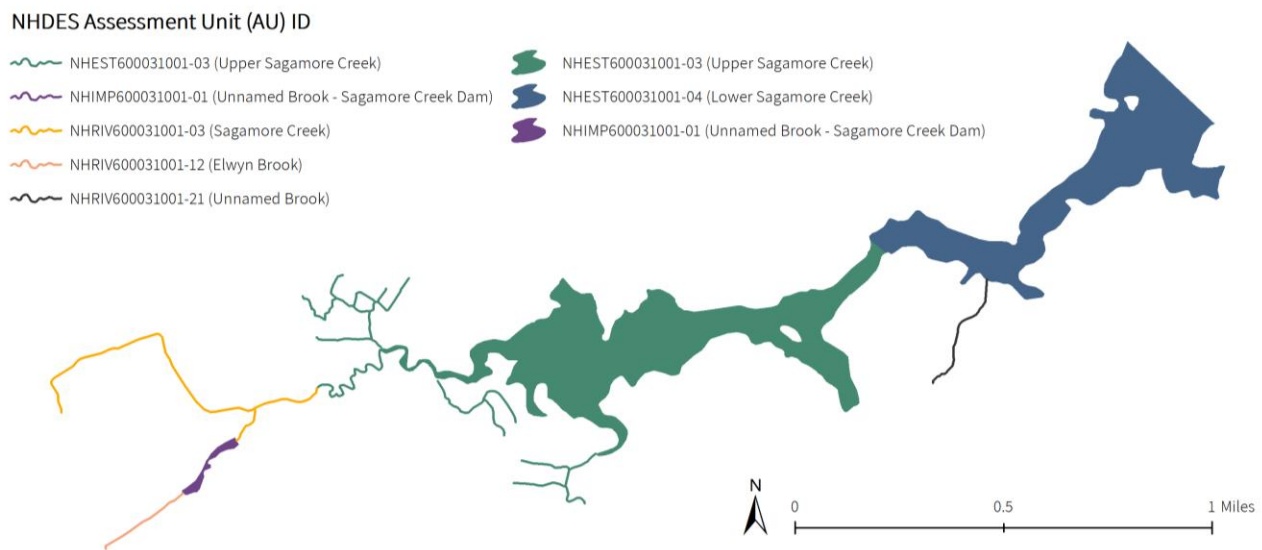 NHDES Assessment Unit (AU) ID
NHEST600031001-03 (Upper Sagamore Creek)
NHIMP600031001-01 (Unnamed Brook - Sagamore Creek Dam)
NHRIV600031001-03 (Sagamore Creek)
NHRIV600031001-12 (Elwyn Brook)
NHRIV600031001-21 (Unnamed Brook)
NHEST600031001-03 (Upper Sagamore Creek)
NHEST600031001-04 (Lower Sagamore Creek)
NHIMP600031001-01 (Unnamed Brook - Sagamore Creek Dam)
N
0 0.5 1 Miles